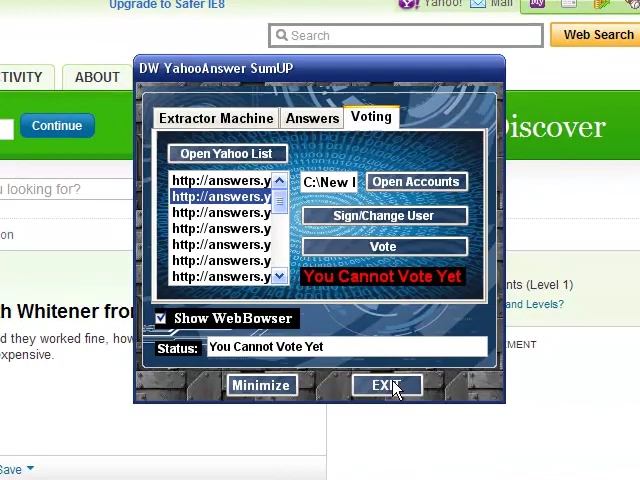 Upgrade to Safer IE8
Yahoo!
Mail
Search
Web Search
DW YahooAnswer SumUP
TIVITY
ABOUT
Extractor Machine
Answers
Voting
Continue
Discover
Open Yahoo List
u looking for?
http://answers.y
http://answers.y
http://answers.y
http://answers.y
http://answers.y
http://answers.y
http://answers.y
C:\New
Open Accounts
Sign/Change User
on
Vote
You Cannot Vote Yet
nts (Level 1)
and Levels?
h Whitener from
Show WebBowser
d they worked fine, how
expensive.
EMENT
Status:
You Cannot Vote Yet
Minimize
EXIT
Save